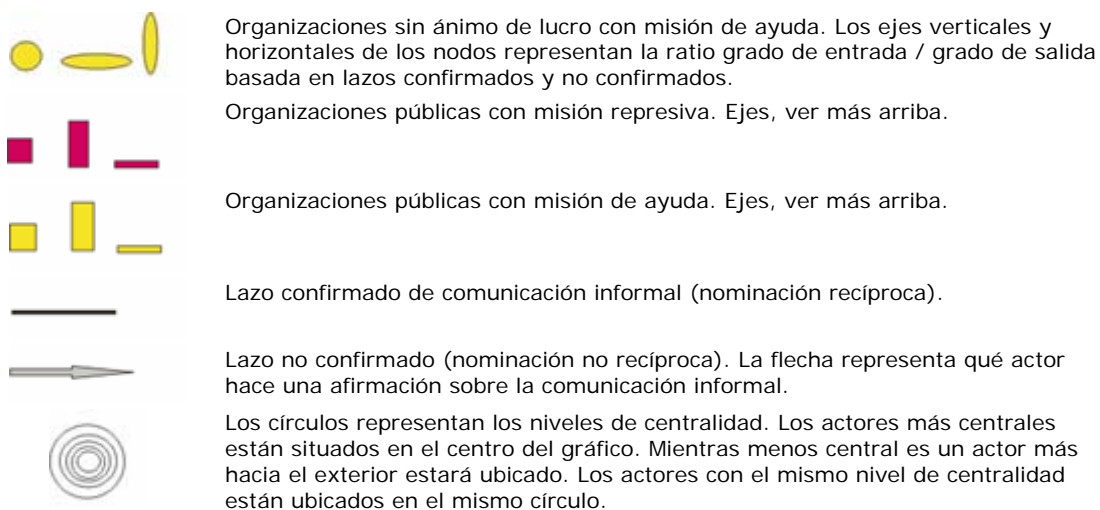 Organizaciones sin ánimo de lucro con misión de ayuda. Los ejes verticales y
horizontales de los nodos representan la ratio grado de entrada / grado de salida
basada en lazos confirmados y no confirmados.
Organizaciones públicas con misión represiva. Ejes, ver más arriba.
Organizaciones públicas con misión de ayuda. Ejes, ver más arriba.
Lazo confirmado de comunicación informal (nominación recíproca).
Lazo no confirmado (nominación no recíproca). La flecha representa qué actor
hace una afirmación sobre la comunicación informal.
Los círculos representan los niveles de centralidad. Los actores más centrales
están situados en el centro del gráfico. Mientras menos central es un actor más
hacia el exterior estará ubicado. Los actores con el mismo nivel de centralidad
están ubicados en el mismo círculo.